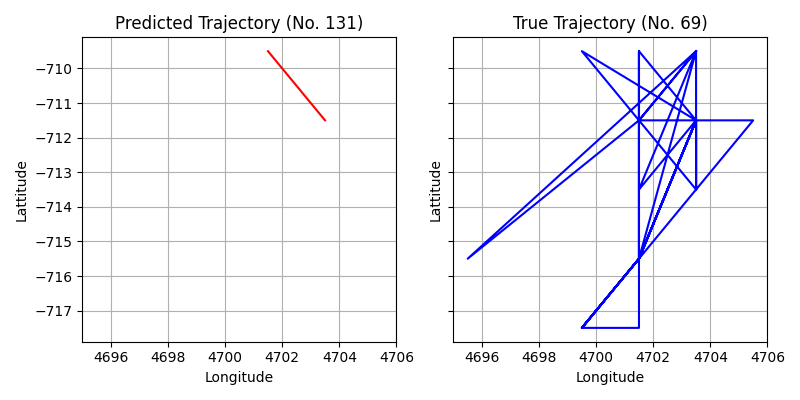 Predicted Trajectory (No. 131)
−710
−711
−712
−713
−714
−715
−716
−717
Lattitude
4696 4698 4700 4702 4704 4706
Longitude
True Trajectory (No. 69)
Lattitude
4696 4698 4700 4702 4704 4706
Longitude